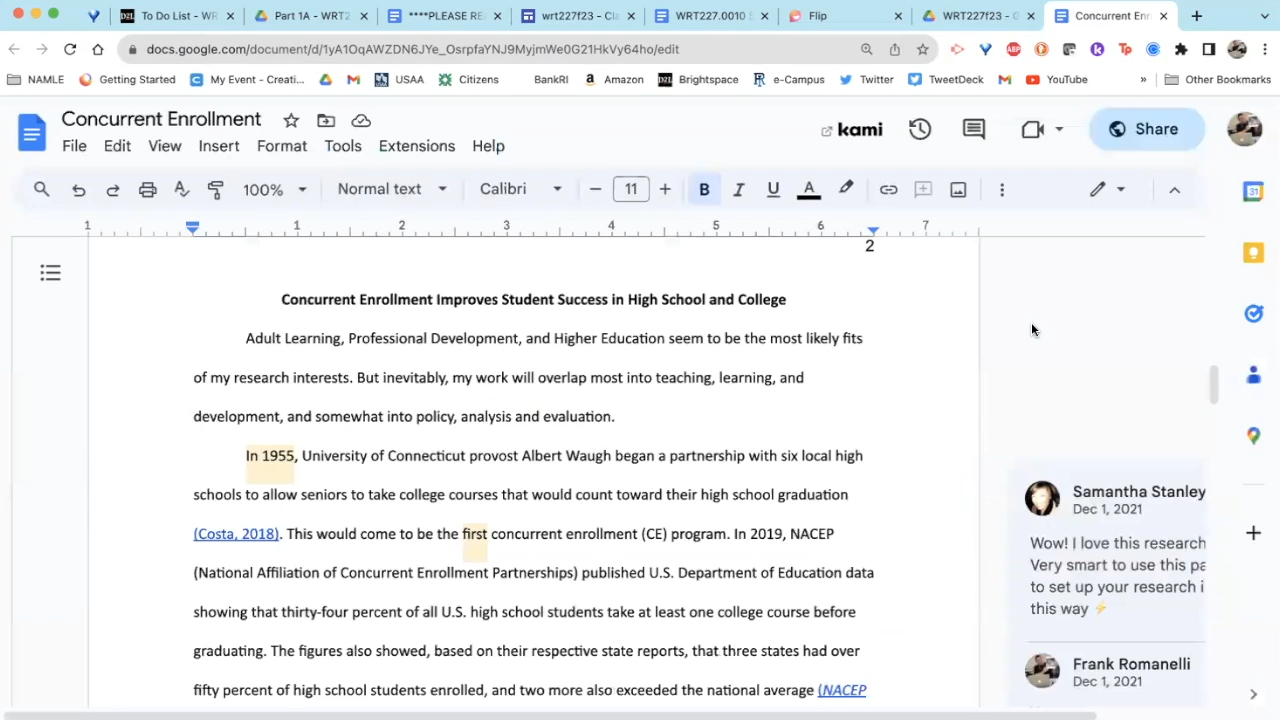 To Do List - WR
Part 1A - WRT2
****PLEASE RE
wrt227f23 - Cla
WRT227.0010 S
Flip
WRT227f23 - G
Concurrent Enr
docs.google.com/document/d/1yA1OqAWZDN6JYe_OsrpfaYNJ9MyjmWe0G21HkVy64ho/edit
NAMLE
Getting Started
My Event - Creati...
USAA
Citizens
BankRI
Amazon
Brightspace
e-Campus
Twitter
TweetDeck
YouTube
»
Other Bookmarks
Concurrent Enrollment
kami
Share
File Edit View Insert Format Tools Extensions Help
100% Normal text Calibri 11 B I U A
1 1 2 3 4 5 6 7
2
Concurrent Enrollment Improves Student Success in High School and College
Adult Learning, Professional Development, and Higher Education seem to be the most likely fits
of my research interests. But inevitably, my work will overlap most into teaching, learning, and
development, and somewhat into policy, analysis and evaluation.
In 1955, University of Connecticut provost Albert Waugh began a partnership with six local high
schools to allow seniors to take college courses that would count toward their high school graduation
(Costa, 2018). This would come to be the first concurrent enrollment (CE) program. In 2019, NACEP
(National Affiliation of Concurrent Enrollment Partnerships) published U.S. Department of Education data
showing that thirty-four percent of all U.S. high school students take at least one college course before
graduating. The figures also showed, based on their respective state reports, that three states had over
fifty percent of high school students enrolled, and two more also exceeded the national average (NACEP
Samantha Stanley
Dec 1, 2021
Wow! I love this research
Very smart to use this pa
to set up your research i
this way ⚡
Frank Romanelli
Dec 1, 2021